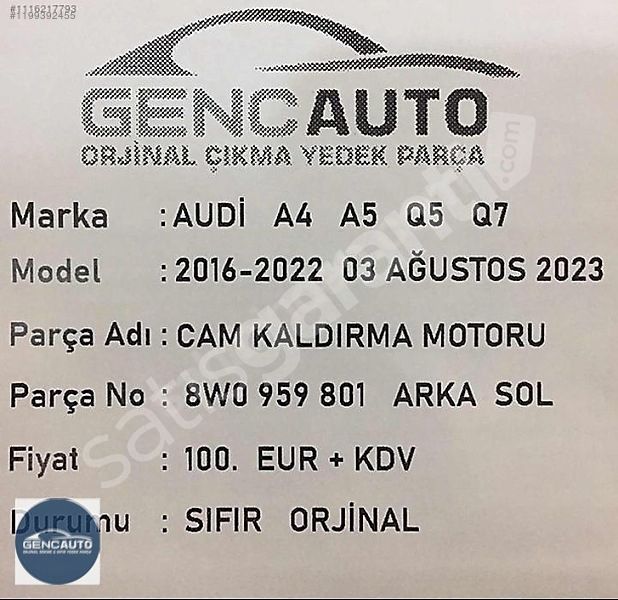 #1116217793
#1199392455
GENCAUTO
ORJİNAL ÇIKMA YEDEK PARÇA
Marka : AUDİ A4 A5 Q5 Q7
Model : 2016-2022 03 AĞUSTOS 2023
Parça Adı : CAM KALDIRMA MOTORU
Parça No : 8W0 959 801 ARKA SOL
Fiyat : 100. EUR + KDV
Durumu : SIFIR ORJİNAL
satisgaranti.com
GENCAUTO